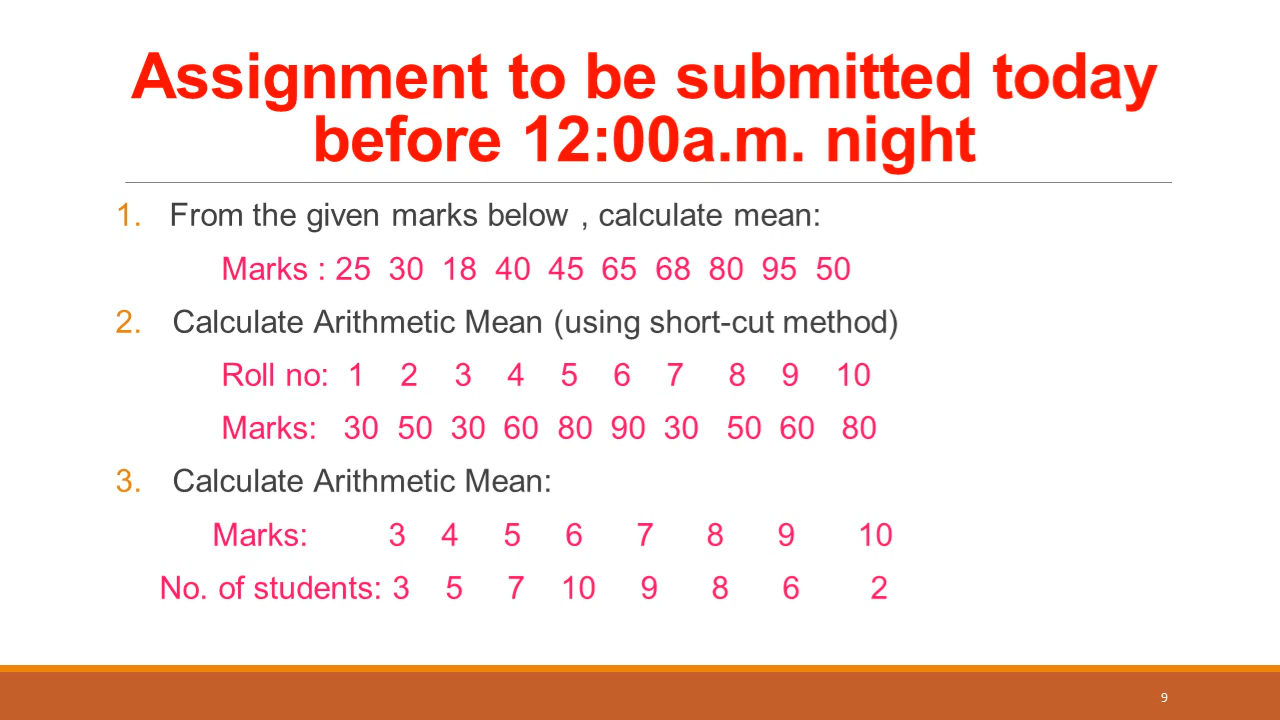 Assignment to be submitted today
before 12:00a.m. night
1. From the given marks below , calculate mean:
Marks : 25 30 18 40 45 65 68 80 95 50
2. Calculate Arithmetic Mean (using short-cut method)
Roll no: 1 2 3 4 5 6 7 8 9 10
Marks: 30 50 30 60 80 90 30 50 60 80
3. Calculate Arithmetic Mean:
Marks: 3 4 5 6 7 8 9 10
No. of students: 3 5 7 10 9 8 6 2
9